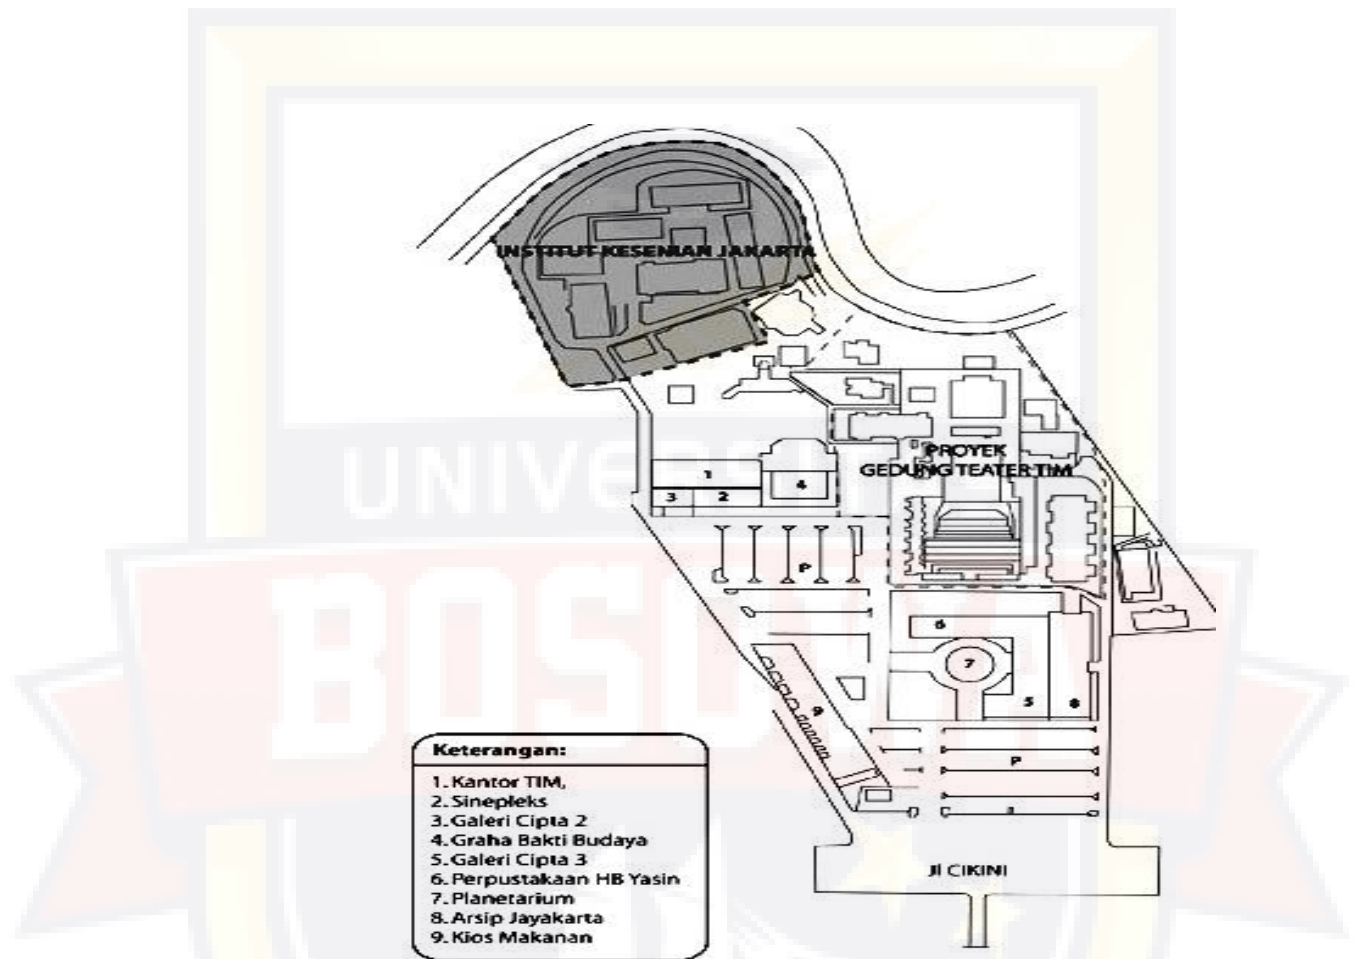 INSTITUT KESENIAN JAKARTA
PROYEK
GEDUNG TEATER TIM
1
3
2
4
P
6
7
5
8
9
P
JI CIKINI
Keterangan:
1. Kantor TIM,
2. Sinepleks
3. Galeri Cipta 2
4. Graha Bakti Budaya
5. Galeri Cipta 3
6. Perpustakaan HB Yasin
7. Planetarium
8. Arsip Jayakarta
9. Kios Makanan